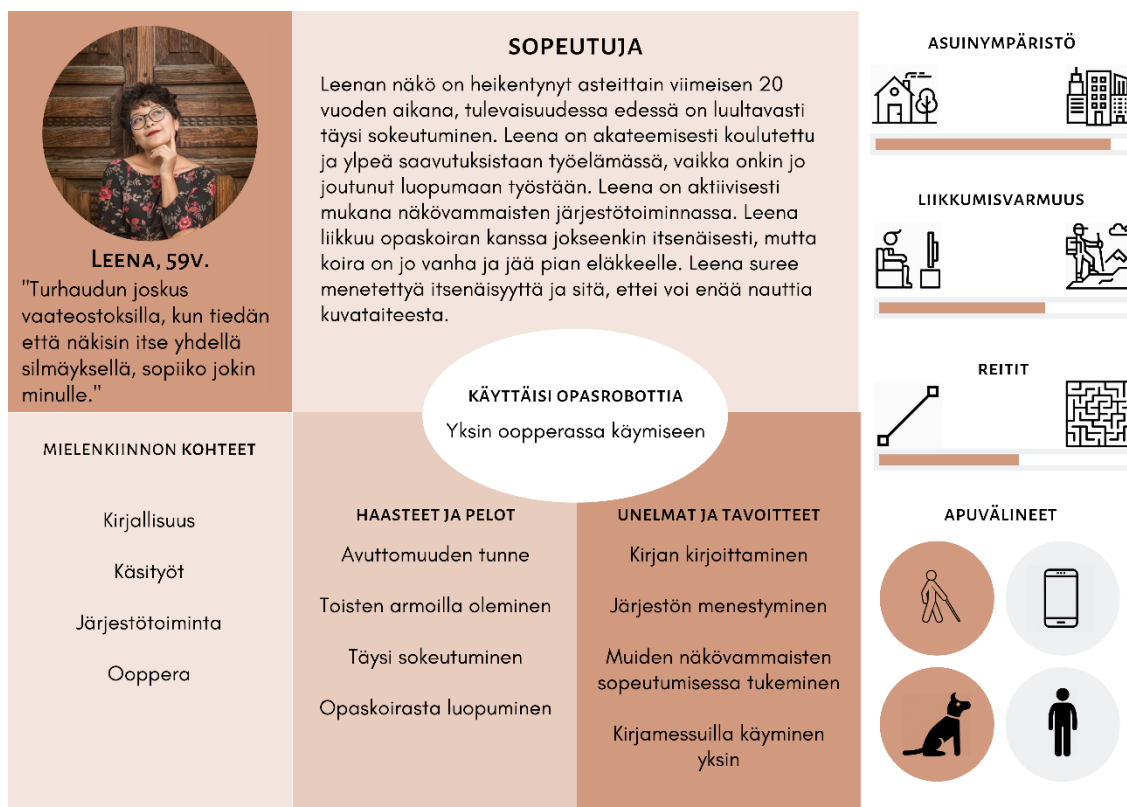 LEENA, 59V.
"Turhaudun joskus
vaateostoksilla, kun tiedän
että näkisin itse yhdellä
silmäyksellä, sopiiko jokin
minulle."
SOPEUTUJA
Leenan näkö on heikentynyt asteittain viimeisen 20
vuoden aikana, tulevaisuudessa edessä on luultavasti
täysi sokeutuminen. Leena on akateemisesti koulutettu
ja ylpeä saavutuksistaan työelämässä, vaikka onkin jo
joutunut luopumaan työstään. Leena on aktiivisesti
mukana näkövammaisten järjestötoiminnassa. Leena
liikkuu opaskoiran kanssa jokseenkin itsenäisesti, mutta
koira on jo vanha ja jää pian eläkkeelle. Leena suree
menetettyä itsenäisyyttä ja sitä, ettei voi enää nauttia
kuvataiteesta.
KÄYTTÄISI OPASROBOTTIA
Yksin oopperassa käymiseen
MIELENKIINNON KOHTEET
Kirjallisuus
Käsityöt
Järjestötoiminta
Ooppera
HAASTEET JA PELOT
Avuttomuuden tunne
Toisten armoilla oleminen
Täysi sokeutuminen
Opaskoirasta luopuminen
UNELMAT JA TAVOITTEET
Kirjan kirjoittaminen
Järjestön menestyminen
Muiden näkövammaisten
sopeutumisessa tukeminen
Kirjamessuilla käyminen
yksin
ASUINYMPÄRISTÖ
LIIKKUMISVARMUUS
REITIT
APUVÄLINEET